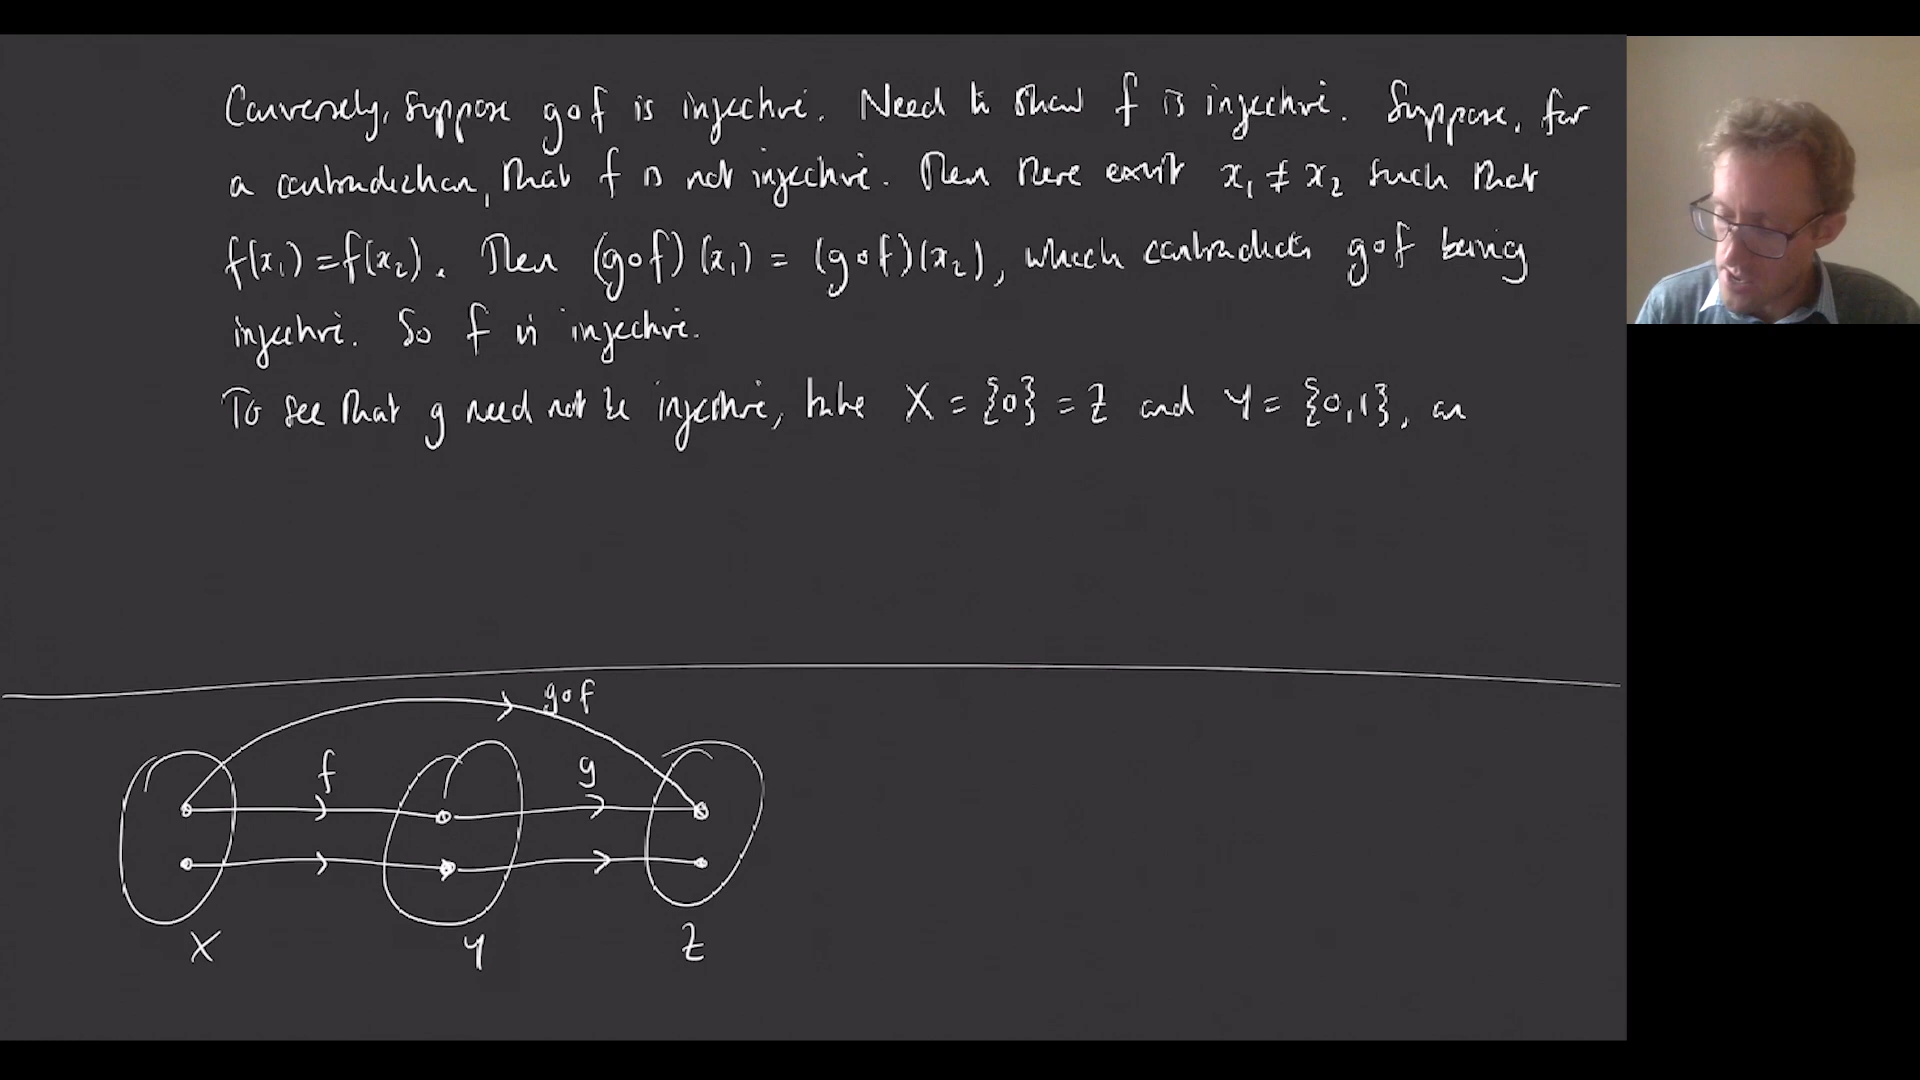 Conversely, suppose g∘f is injective. Need to show f is injective. Suppose, for
a contradiction, that f is not injective. Then there exist x₁ ≠ x₂ such that
f(x₁) = f(x₂). Then (g∘f)(x₁) = (g∘f)(x₂), which contradicts g∘f being
injective. So f is injective.
To see that g need not be injective, take X = {0} = Z and Y = {0,1}, an
g∘f
f g
X Y Z